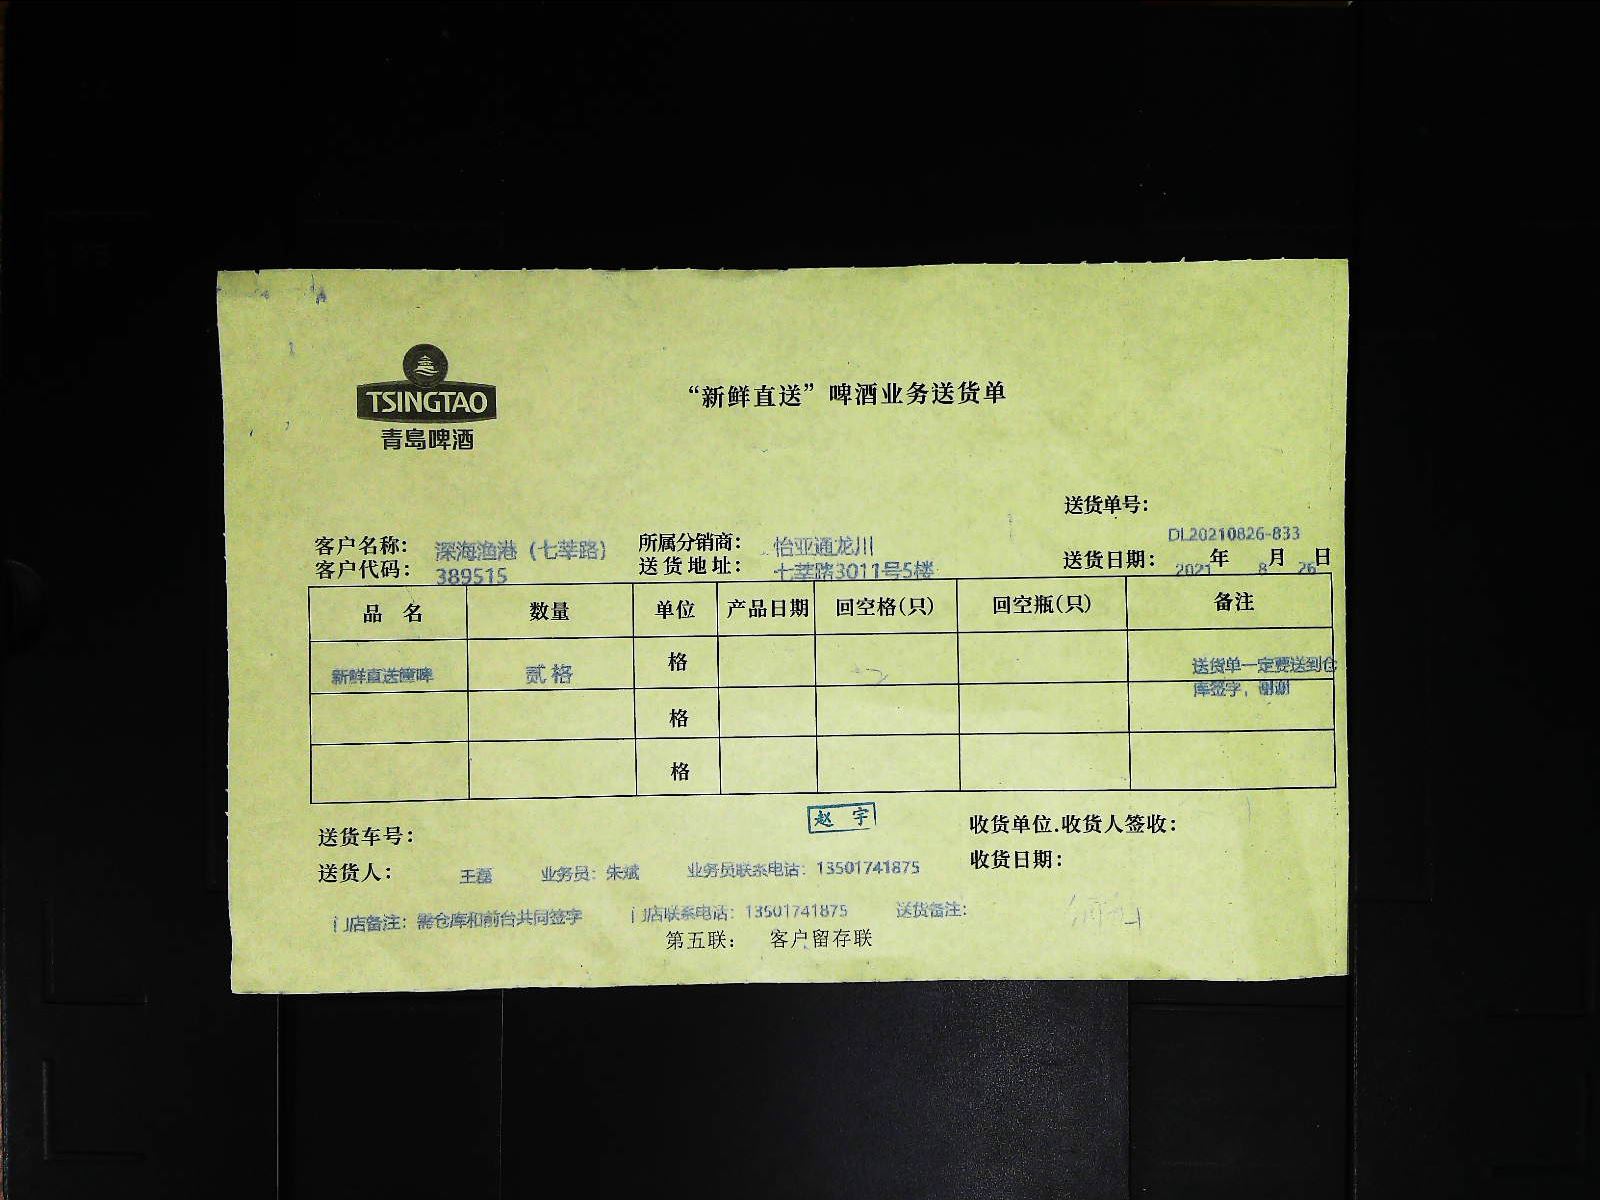 TSINGTAO
青岛啤酒
“新鲜直送”啤酒业务送货单
送货单号：
DL20210826-833
客户名称： 深海渔港（七莘路） 所属分销商： 怡亚通龙川
客户代码： 389515 送货地址： 七莘路3011号5楼 送货日期： 2021年 8月 26日
品 名 数量 单位 产品日期 回空格(只) 回空瓶(只) 备注
新鲜直送罐啤 贰格 格 送货单一定要送到仓
库签字，谢谢
格
格
赵 宇
送货车号： 收货单位.收货人签收：
送货人： 王磊 业务员：朱斌 业务员联系电话：13501741875 收货日期：
门店备注：需仓库和前台共同签字 门店联系电话：13501741875 送货备注：
第五联： 客户留存联